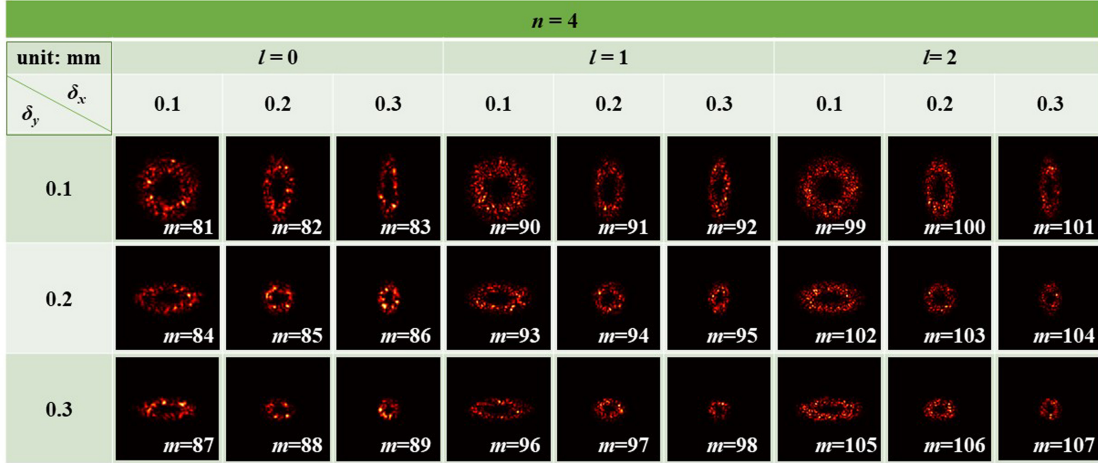 n = 4
unit: mm l = 0 l = 1 l= 2
δx
δy 0.1 0.2 0.3 0.1 0.2 0.3 0.1 0.2 0.3
0.1 m=81 m=82 m=83 m=90 m=91 m=92 m=99 m=100 m=101
0.2 m=84 m=85 m=86 m=93 m=94 m=95 m=102 m=103 m=104
0.3 m=87 m=88 m=89 m=96 m=97 m=98 m=105 m=106 m=107